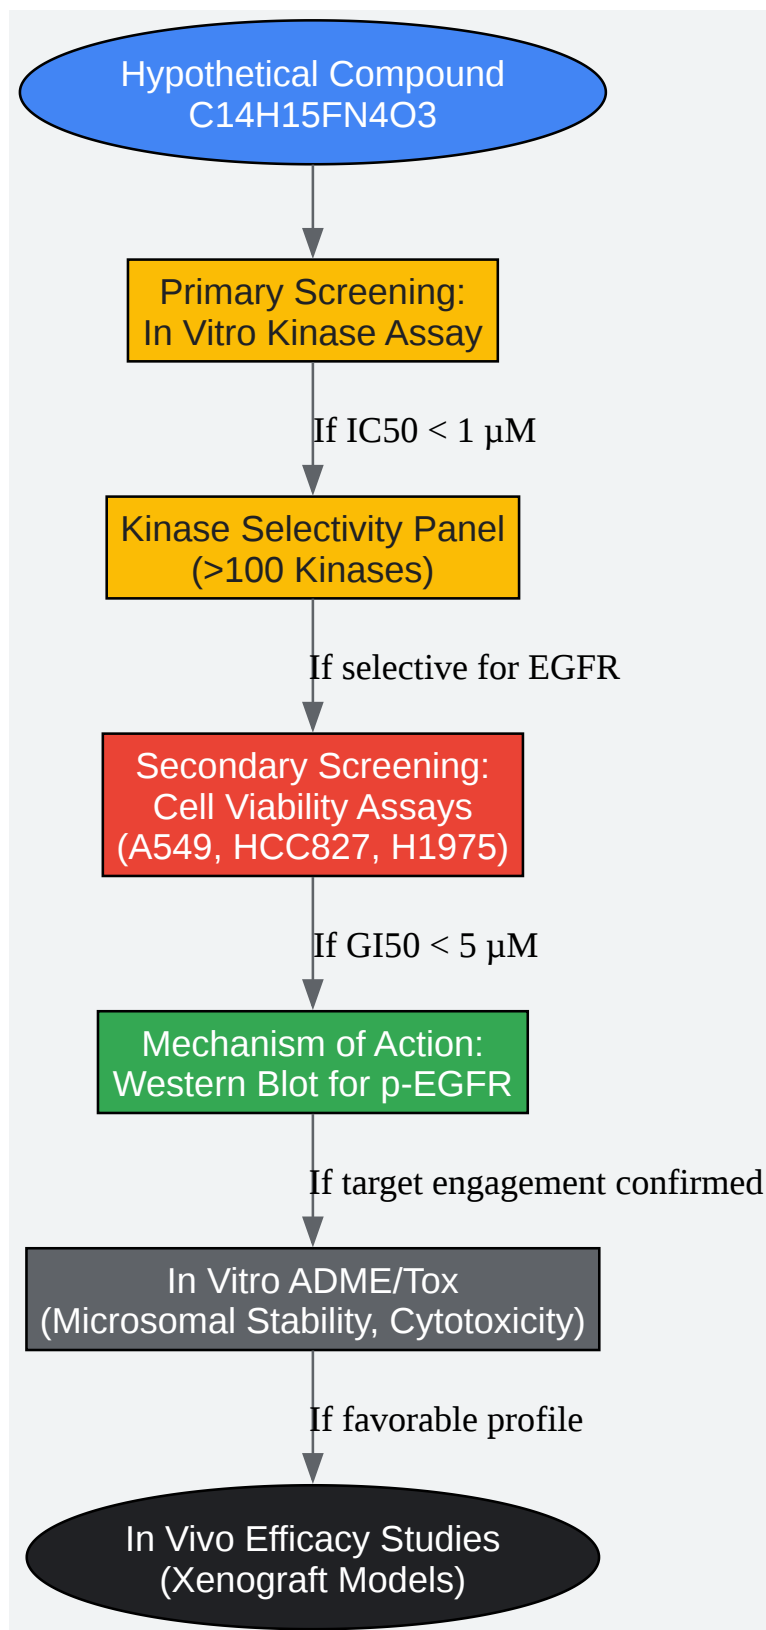 Hypothetical Compound
C14H15FN4O3
Primary Screening:
In Vitro Kinase Assay
If IC50 < 1 µM
Kinase Selectivity Panel
(>100 Kinases)
If selective for EGFR
Secondary Screening:
Cell Viability Assays
(A549, HCC827, H1975)
If GI50 < 5 µM
Mechanism of Action:
Western Blot for p-EGFR
If target engagement confirmed
In Vitro ADME/Tox
(Microsomal Stability, Cytotoxicity)
If favorable profile
In Vivo Efficacy Studies
(Xenograft Models)